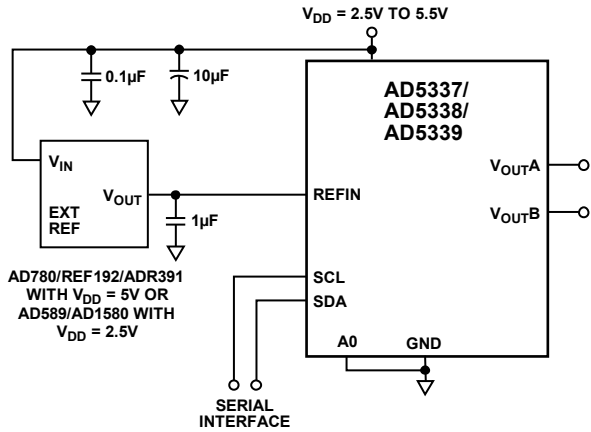 V_DD = 2.5V TO 5.5V
0.1µF
10µF
AD5337/
AD5338/
AD5339
V_IN
V_OUT
EXT
REF
1µF
REFIN
V_OUTA
V_OUTB
AD780/REF192/ADR391
WITH V_DD = 5V OR
AD589/AD1580 WITH
V_DD = 2.5V
SCL
SDA
A0
GND
SERIAL
INTERFACE